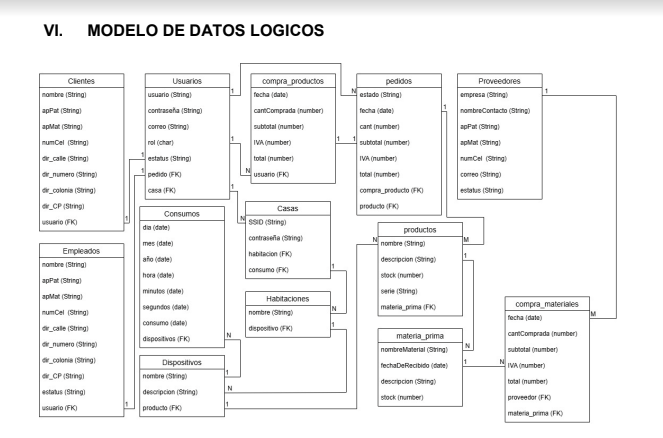 VI. MODELO DE DATOS LOGICOS
Clientes
nombre (String)
apPat (String)
apMat (String)
numCel (String)
dir_calle (String)
dir_numero (String)
dir_colonia (String)
dir_CP (String)
usuario (FK)
1
Usuarios
usuario (String)
contraseña (String)
correo (String)
rol (char)
estatus (String)
pedido (FK)
casa (FK)
1
1
1
1
1
compra_productos
fecha (date)
cantComprada (number)
subtotal (number)
IVA (number)
total (number)
usuario (FK)
N
1
pedidos
estado (String)
fecha (date)
cant (number)
subtotal (number)
IVA (number)
total (number)
compra_producto (FK)
producto (FK)
N
1
1
Proveedores
empresa (String)
nombreContacto (String)
apPat (String)
apMat (String)
numCel (String)
correo (String)
estatus (String)
1
Empleados
nombre (String)
apPat (String)
apMat (String)
numCel (String)
dir_calle (String)
dir_numero (String)
dir_colonia (String)
dir_CP (String)
estatus (String)
usuario (FK)
1
Consumos
dia (date)
mes (date)
año (date)
hora (date)
minutos (date)
segundos (date)
consumo (date)
dispositivos (FK)
N
Casas
SSID (String)
contraseña (String)
habitacion (FK)
consumo (FK)
N
1
Habitaciones
nombre (String)
dispositivo (FK)
N
1
Dispositivos
nombre (String)
descripcion (String)
producto (FK)
1
N
1
productos
nombre (String)
descripcion (String)
stock (number)
serie (String)
materia_prima (FK)
N
M
1
materia_prima
nombreMaterial (String)
fechaDeRecibido (date)
descripcion (String)
stock (number)
N
1
compra_materiales
fecha (date)
cantComprada (number)
subtotal (number)
IVA (number)
total (number)
proveedor (FK)
materia_prima (FK)
M
N